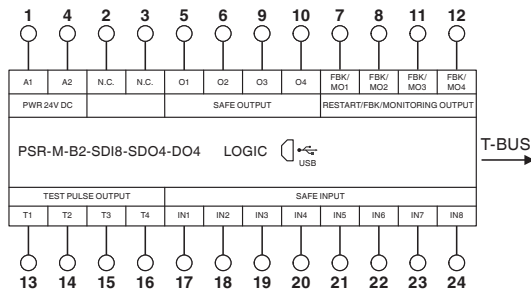 1 4 2 3 5 6 9 10 7 8 11 12
A1 A2 N.C. N.C. O1 O2 O3 O4 FBK/MO1 FBK/MO2 FBK/MO3 FBK/MO4
PWR 24V DC SAFE OUTPUT RESTART/FBK/MONITORING OUTPUT
PSR-M-B2-SDI8-SDO4-DO4 LOGIC USB T-BUS
TEST PULSE OUTPUT SAFE INPUT
T1 T2 T3 T4 IN1 IN2 IN3 IN4 IN5 IN6 IN7 IN8
13 14 15 16 17 18 19 20 21 22 23 24